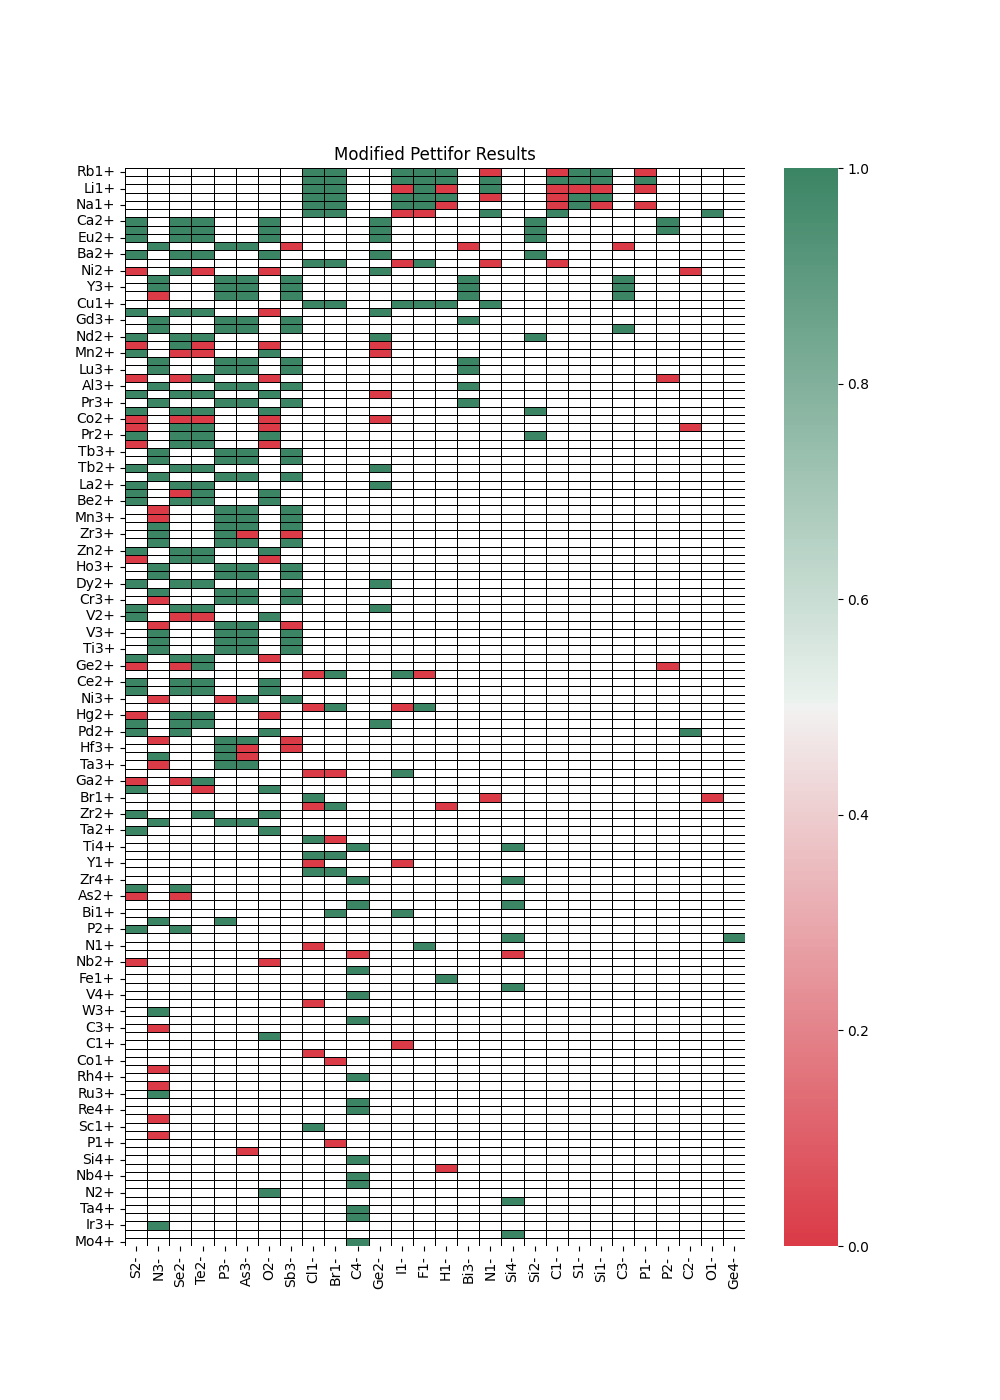 Modified Pettifor Results
Rb1+
Li1+
Na1+
Ca2+
Eu2+
Ba2+
Ni2+
Y3+
Cu1+
Gd3+
Nd2+
Mn2+
Lu3+
Al3+
Pr3+
Co2+
Pr2+
Tb3+
Tb2+
La2+
Be2+
Mn3+
Zr3+
Zn2+
Ho3+
Dy2+
Cr3+
V2+
V3+
Ti3+
Ge2+
Ce2+
Ni3+
Hg2+
Pd2+
Hf3+
Ta3+
Ga2+
Br1+
Zr2+
Ta2+
Ti4+
Y1+
Zr4+
As2+
Bi1+
P2+
N1+
Nb2+
Fe1+
V4+
W3+
C3+
C1+
Co1+
Rh4+
Ru3+
Re4+
Sc1+
P1+
Si4+
Nb4+
N2+
Ta4+
Ir3+
Mo4+
S2-
N3-
Se2-
Te2-
P3-
As3-
O2-
Sb3-
Cl1-
Br1-
C4-
Ge2-
I1-
F1-
H1-
Bi3-
N1-
Si4-
Si2-
C1-
S1-
Si1-
C3-
P1-
P2-
C2-
O1-
Ge4-
1.0
0.8
0.6
0.4
0.2
0.0